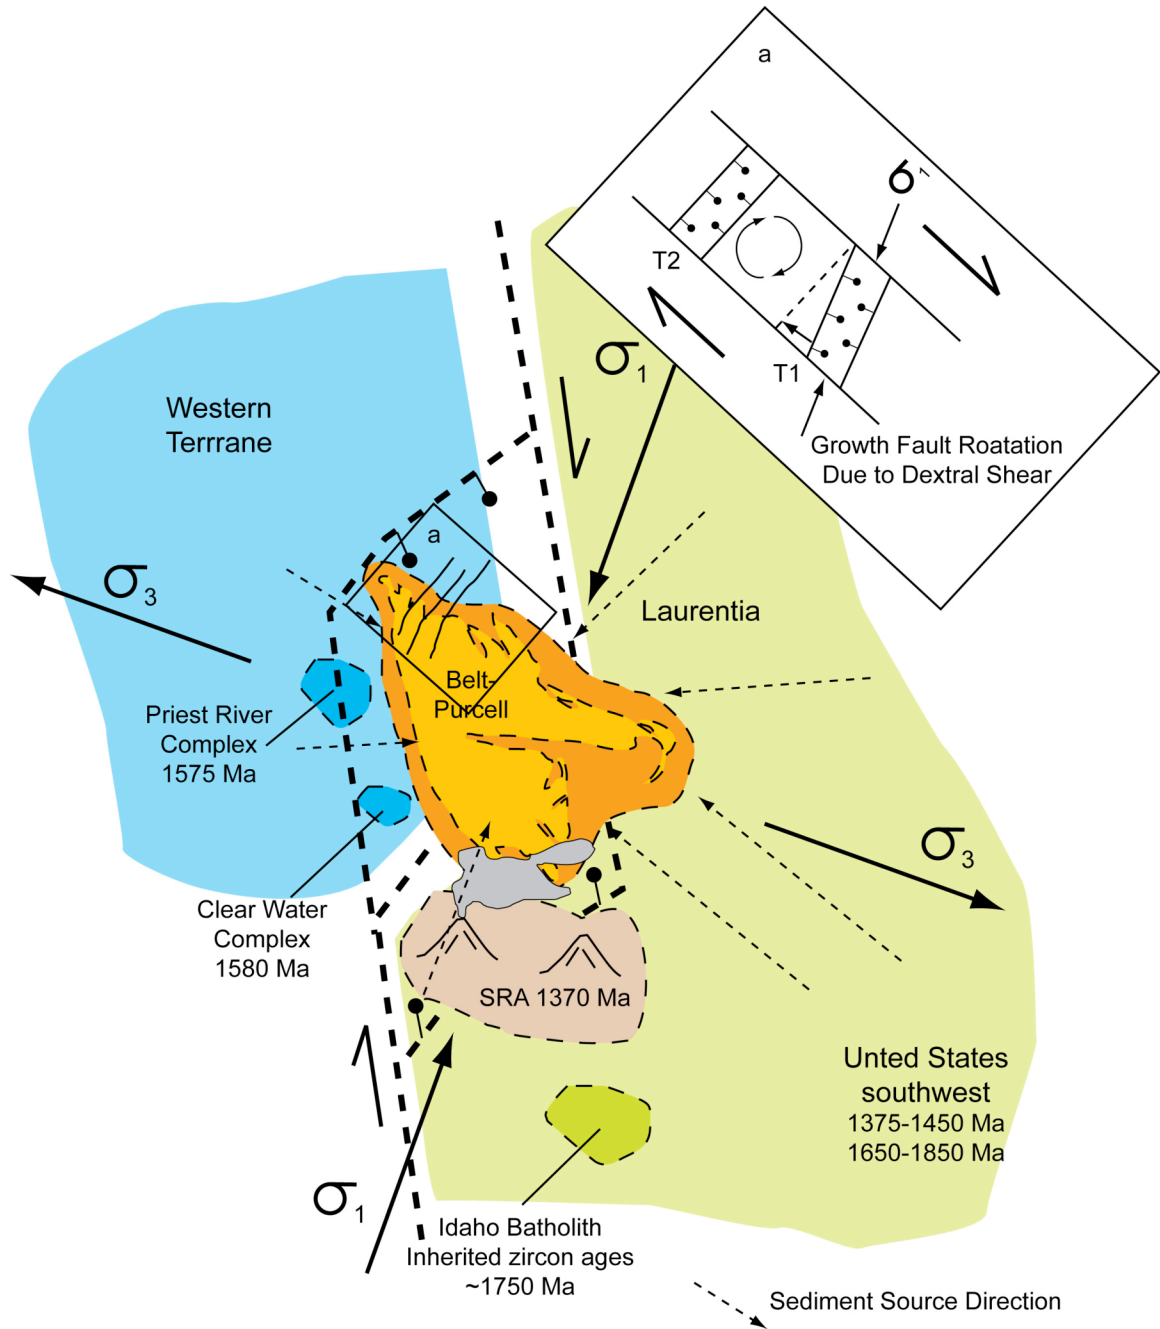 a
σ1
T2
T1
Growth Fault Roatation
Due to Dextral Shear
σ1
Western
Terrrane
a
σ3
Laurentia
Belt-
Purcell
Priest River
Complex
1575 Ma
σ3
Clear Water
Complex
1580 Ma
SRA 1370 Ma
Unted States
southwest
1375-1450 Ma
1650-1850 Ma
σ1
Idaho Batholith
Inherited zircon ages
~1750 Ma
Sediment Source Direction